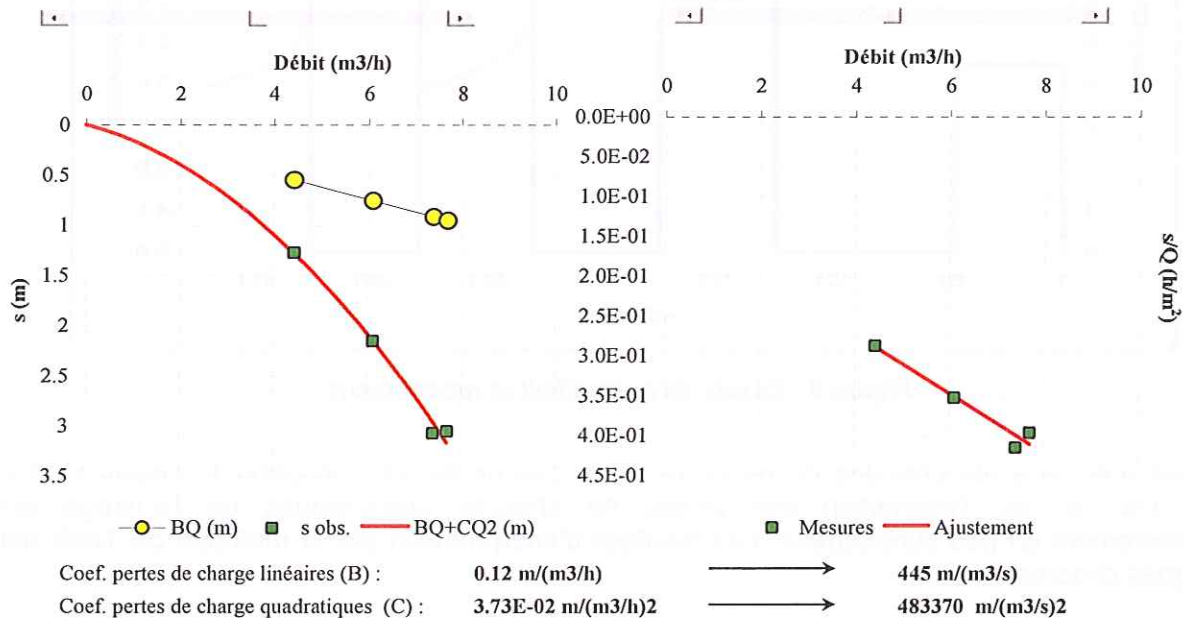 Débit (m3/h)
0 2 4 6 8 10
0
0.5
1
1.5
2
2.5
3
3.5
s (m)
BQ (m) s obs. BQ+CQ2 (m)
Débit (m3/h)
0 2 4 6 8 10
0.0E+00
5.0E-02
1.0E-01
1.5E-01
2.0E-01
2.5E-01
3.0E-01
3.5E-01
4.0E-01
4.5E-01
s/Q (h/m²)
Mesures Ajustement
Coef. pertes de charge linéaires (B) : 0.12 m/(m3/h) 445 m/(m3/s)
Coef. pertes de charge quadratiques (C) : 3.73E-02 m/(m3/h)2 483370 m/(m3/s)2